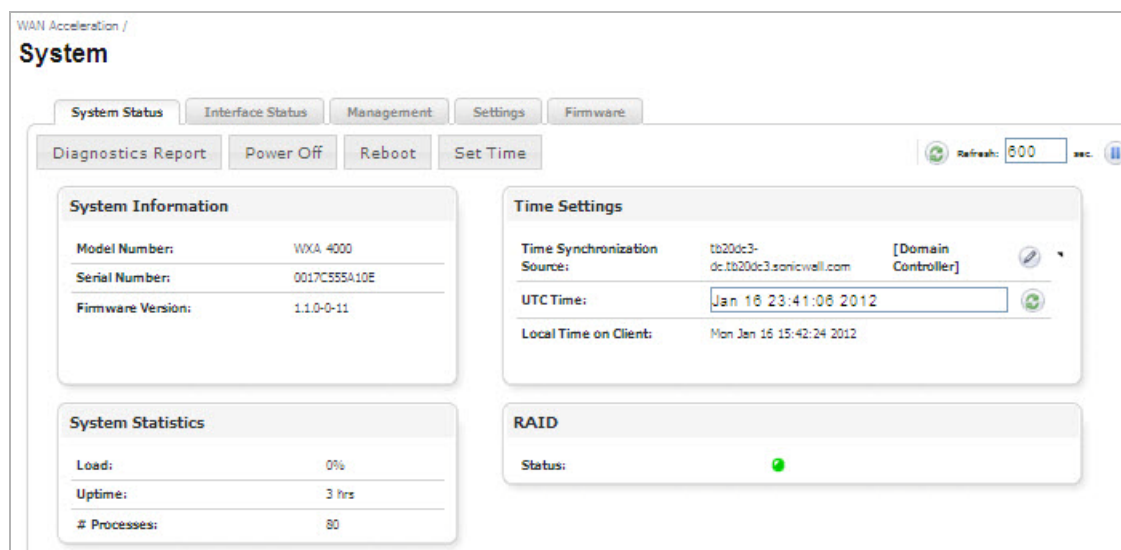 WAN Acceleration /
System
System Status Interface Status Management Settings Firmware
Diagnostics Report Power Off Reboot Set Time Refresh: 600 sec.
System Information
Model Number: WXA 4000
Serial Number: 0017C555A10E
Firmware Version: 1.1.0-0-11
Time Settings
Time Synchronization Source: tb20dc3-dc.tb20dc3.sonicwall.com [Domain Controller]
UTC Time: Jan 16 23:41:06 2012
Local Time on Client: Mon Jan 16 15:42:24 2012
System Statistics
Load: 0%
Uptime: 3 hrs
# Processes: 80
RAID
Status: